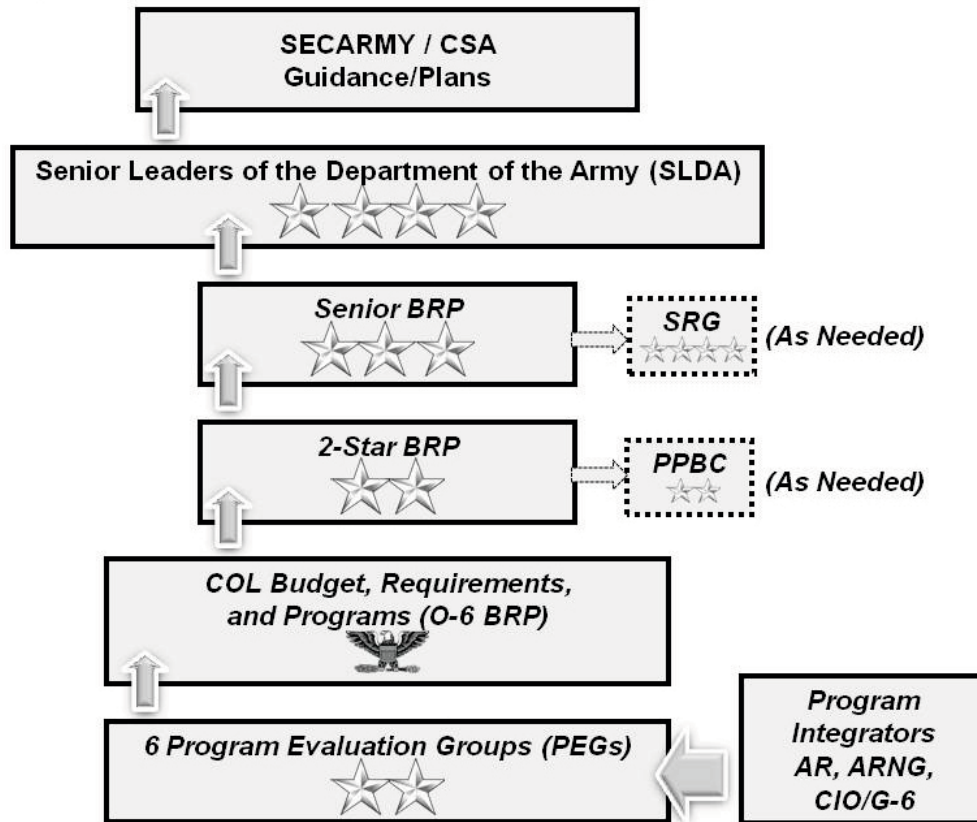 SECARMY / CSA
Guidance/Plans
Senior Leaders of the Department of the Army (SLDA)
Senior BRP
SRG
(As Needed)
2-Star BRP
PPBC
(As Needed)
COL Budget, Requirements,
and Programs (O-6 BRP)
6 Program Evaluation Groups (PEGs)
Program
Integrators
AR, ARNG,
CIO/G-6